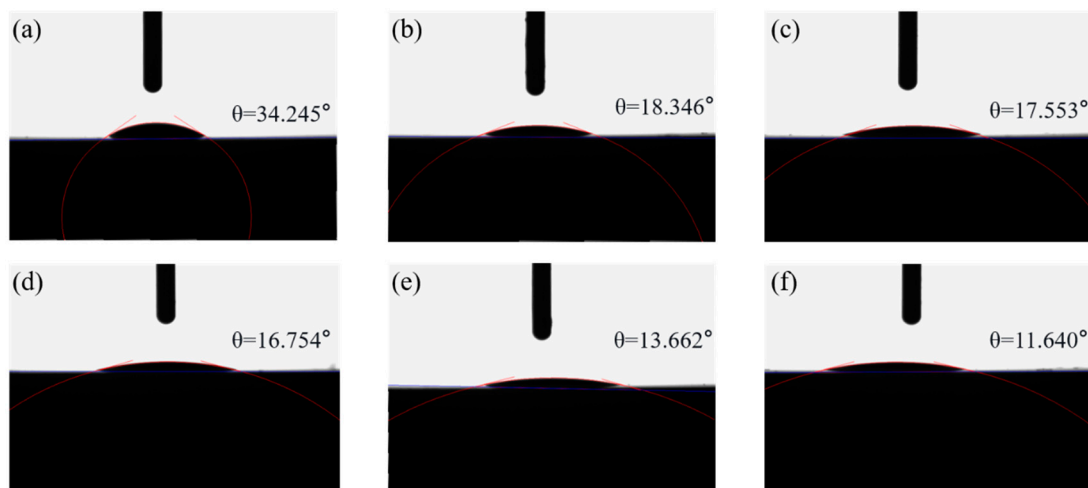 (a)
θ=34.245°
(b)
θ=18.346°
(c)
θ=17.553°
(d)
θ=16.754°
(e)
θ=13.662°
(f)
θ=11.640°